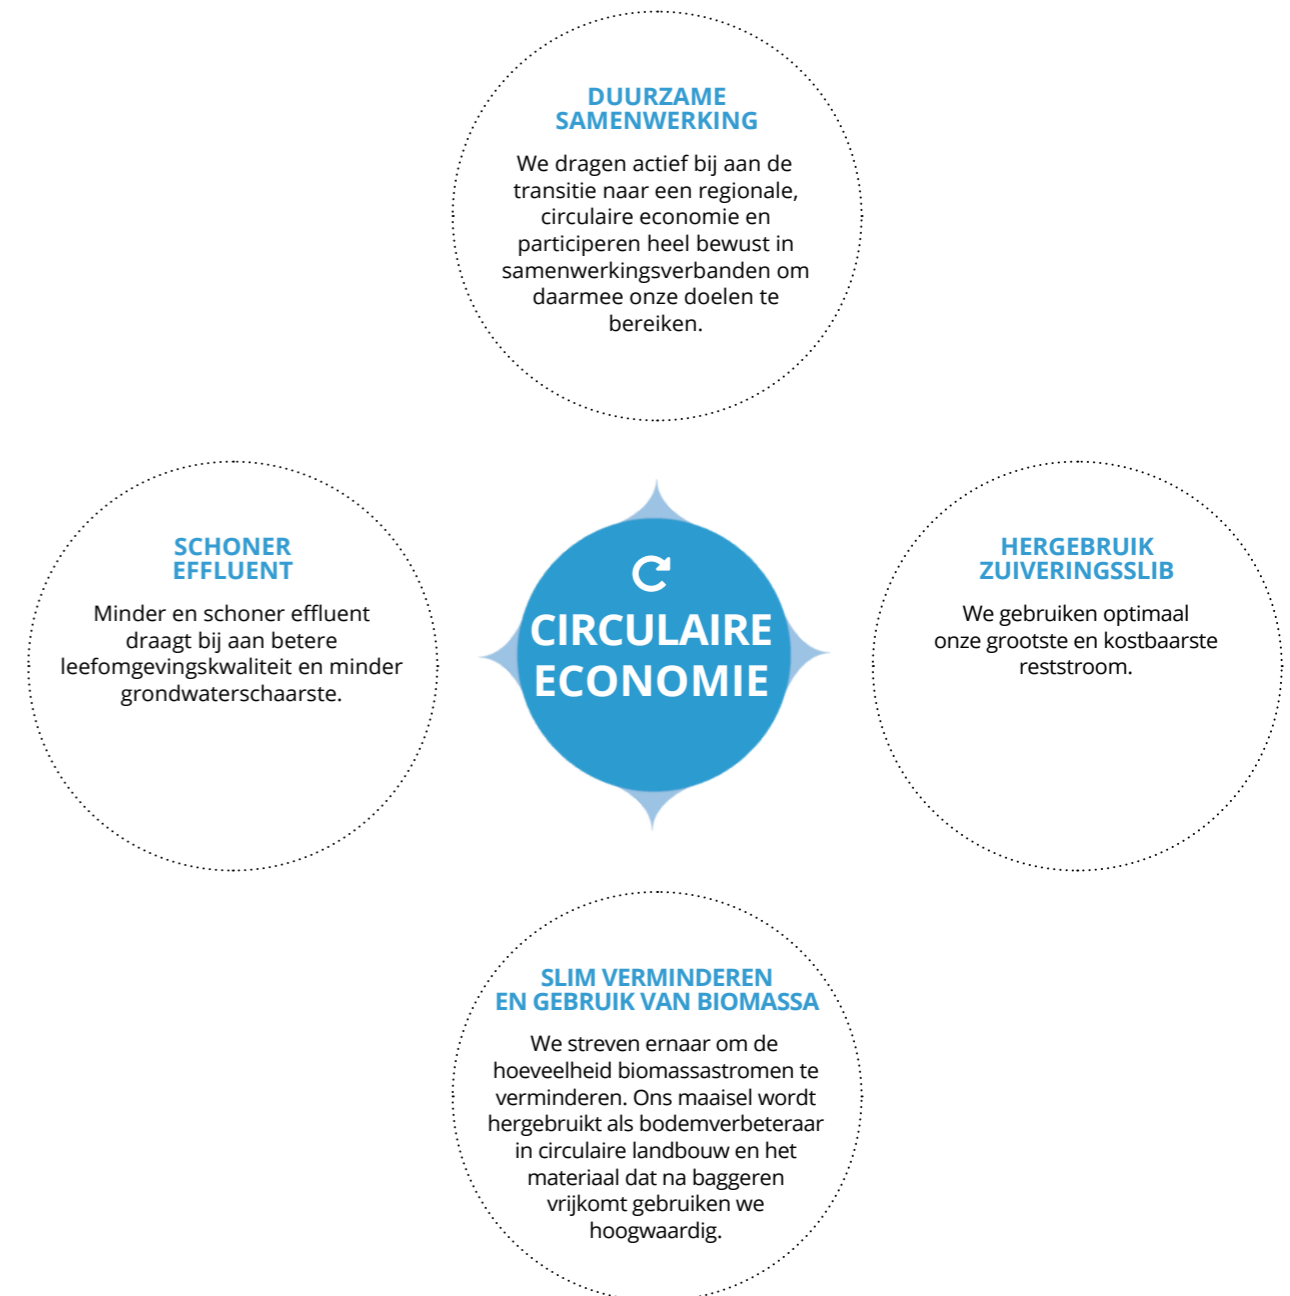 DUURZAME
SAMENWERKING
We dragen actief bij aan de
transitie naar een regionale,
circulaire economie en
participeren heel bewust in
samenwerkingsverbanden om
daarmee onze doelen te
bereiken.
SCHONER
EFFLUENT
Minder en schoner effluent
draagt bij aan betere
leefomgevingskwaliteit en minder
grondwaterschaarste.
CIRCULAIRE
ECONOMIE
HERGEBRUIK
ZUIVERINGSSLIB
We gebruiken optimaal
onze grootste en kostbaarste
reststroom.
SLIM VERMINDEREN
EN GEBRUIK VAN BIOMASSA
We streven ernaar om de
hoeveelheid biomassastromen te
verminderen. Ons maaisel wordt
hergebruikt als bodemverbeteraar
in circulaire landbouw en het
materiaal dat na baggeren
vrijkomt gebruiken we
hoogwaardig.